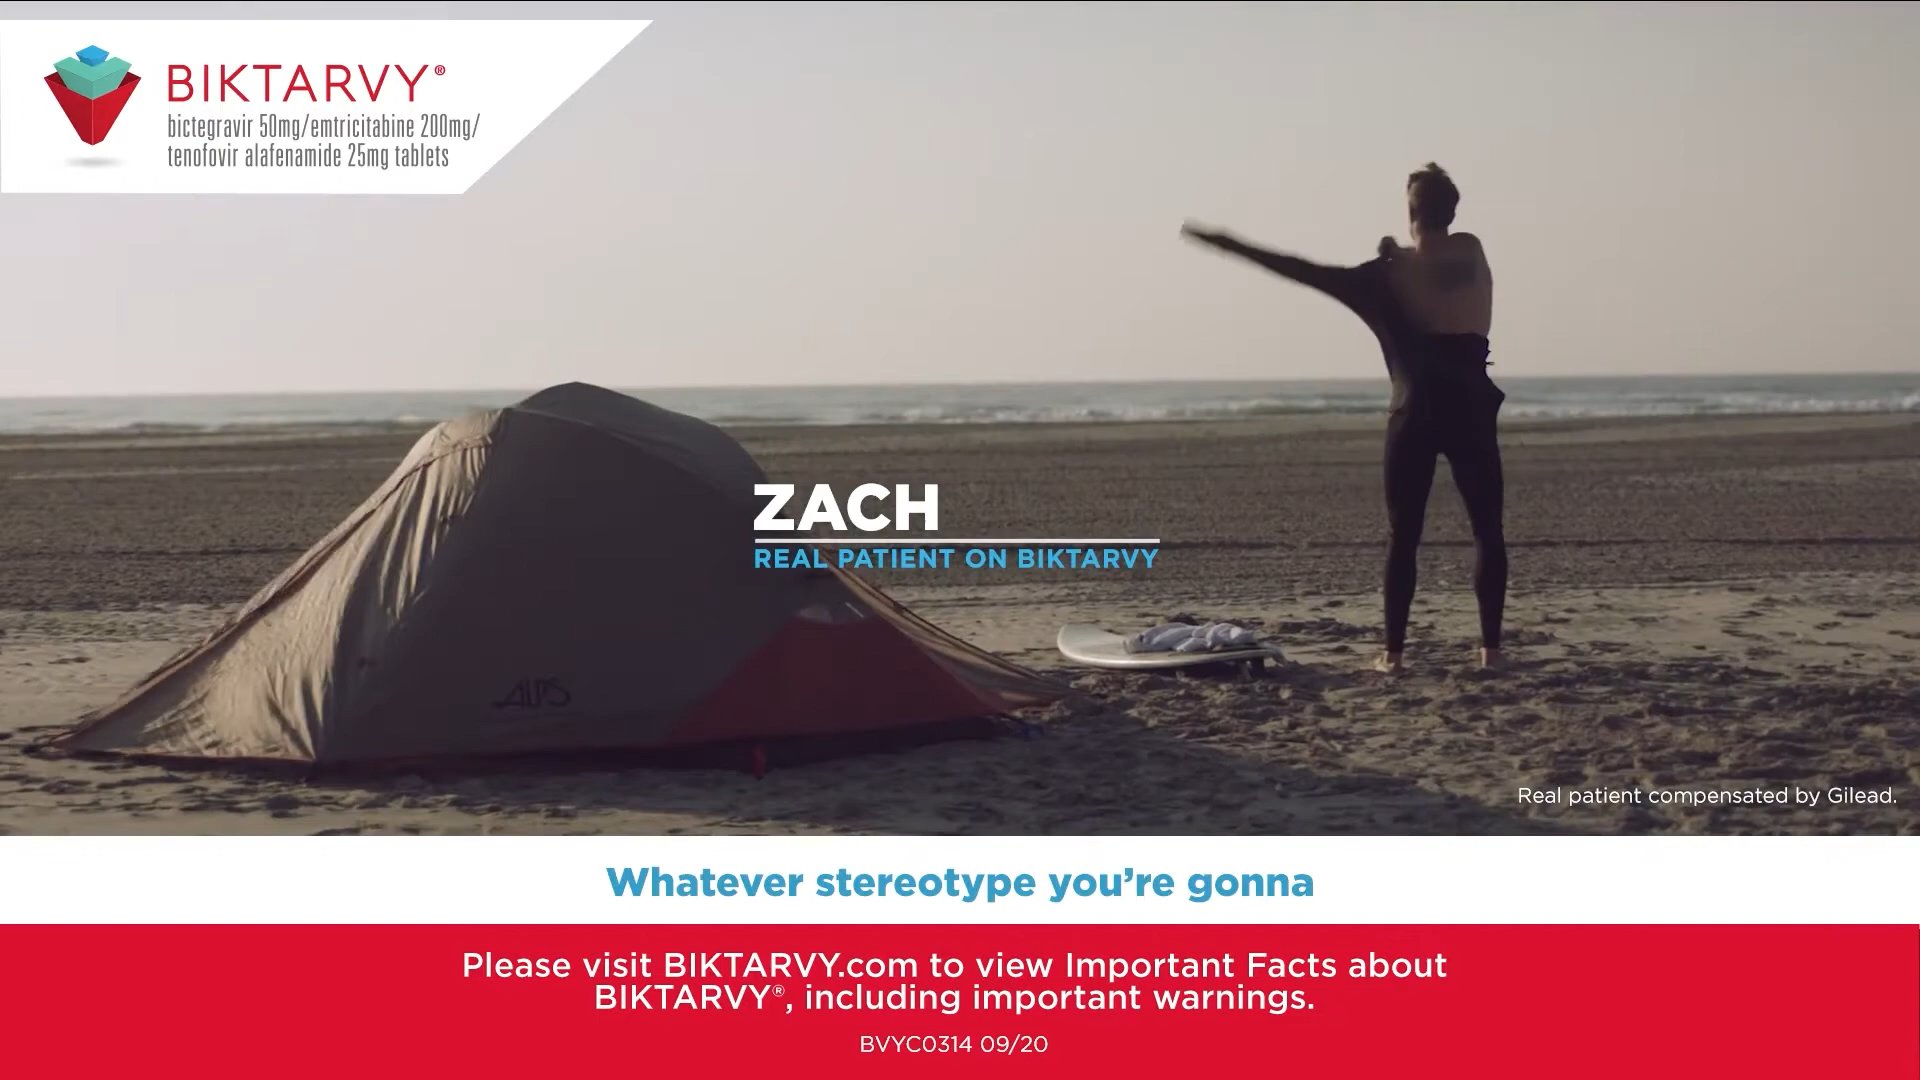 BIKTARVY®
bictegravir 50mg/emtricitabine 200mg/
tenofovir alafenamide 25mg tablets
ZACH
REAL PATIENT ON BIKTARVY
ALPS
Real patient compensated by Gilead.
Whatever stereotype you’re gonna
Please visit BIKTARVY.com to view Important Facts about
BIKTARVY®, including important warnings.
BVYC0314 09/20